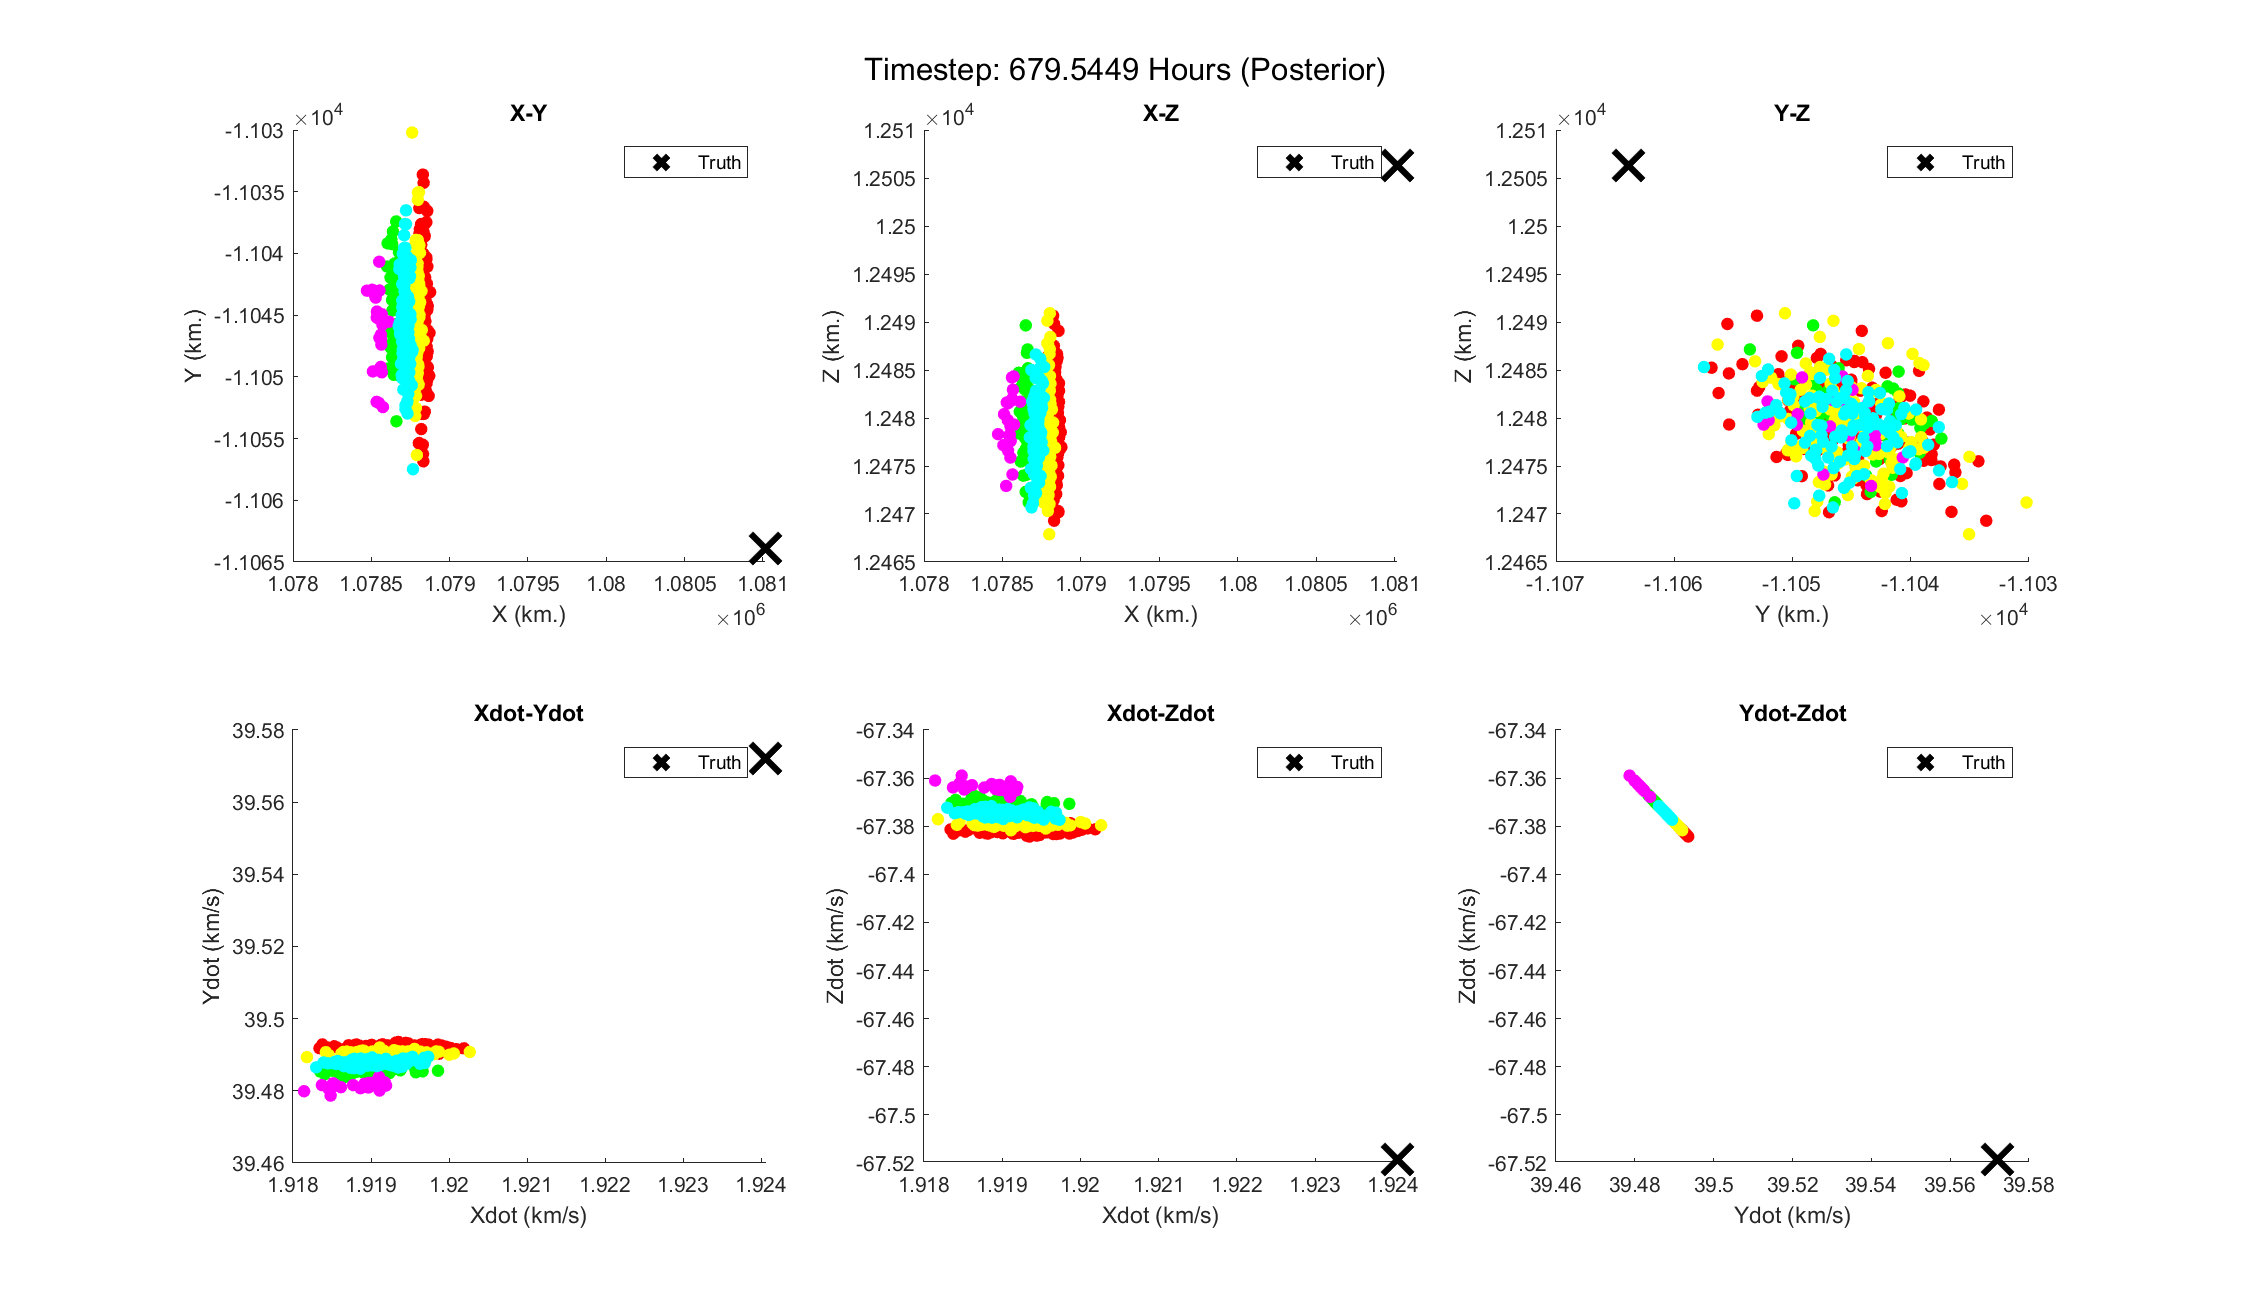 Timestep: 679.5449 Hours (Posterior)
X-Y
×10⁴
-1.103
-1.1035
-1.104
-1.1045
-1.105
-1.1055
-1.106
-1.1065
Y (km.)
Truth
1.078 1.0785 1.079 1.0795 1.08 1.0805 1.081
X (km.)
×10⁶
X-Z
×10⁴
1.251
1.2505
1.25
1.2495
1.249
1.2485
1.248
1.2475
1.247
1.2465
Z (km.)
Truth
1.078 1.0785 1.079 1.0795 1.08 1.0805 1.081
X (km.)
×10⁶
Y-Z
×10⁴
1.251
1.2505
1.25
1.2495
1.249
1.2485
1.248
1.2475
1.247
1.2465
Z (km.)
Truth
-1.107 -1.106 -1.105 -1.104 -1.103
Y (km.)
×10⁴
Xdot-Ydot
39.58
39.56
39.54
39.52
39.5
39.48
39.46
Ydot (km/s)
Truth
1.918 1.919 1.92 1.921 1.922 1.923 1.924
Xdot (km/s)
Xdot-Zdot
-67.34
-67.36
-67.38
-67.4
-67.42
-67.44
-67.46
-67.48
-67.5
-67.52
Zdot (km/s)
Truth
1.918 1.919 1.92 1.921 1.922 1.923 1.924
Xdot (km/s)
Ydot-Zdot
-67.34
-67.36
-67.38
-67.4
-67.42
-67.44
-67.46
-67.48
-67.5
-67.52
Zdot (km/s)
Truth
39.46 39.48 39.5 39.52 39.54 39.56 39.58
Ydot (km/s)